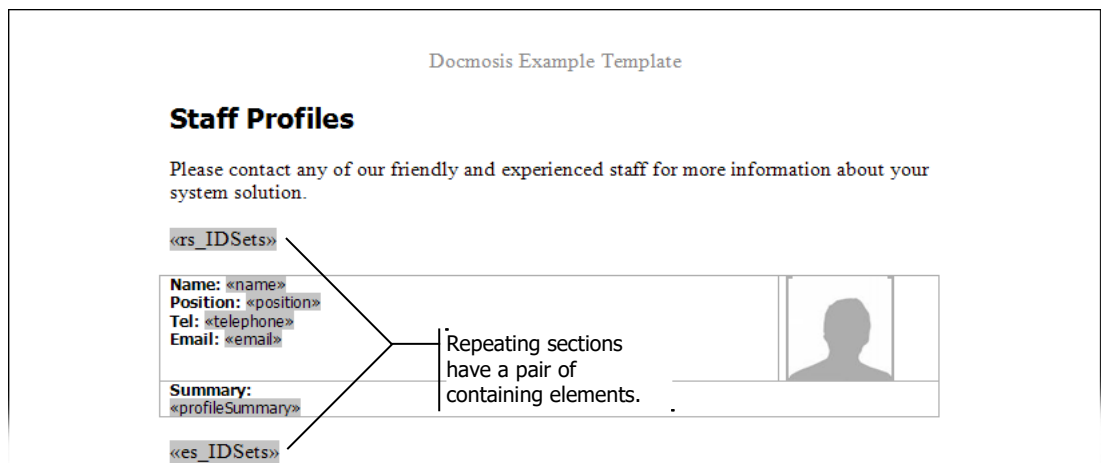 Docmosis Example Template
Staff Profiles
Please contact any of our friendly and experienced staff for more information about your
system solution.
«rs_IDSets»
Name: «name»
Position: «position»
Tel: «telephone»
Email: «email»
Repeating sections
have a pair of
containing elements.
Summary:
«profileSummary»
«es_IDSets»